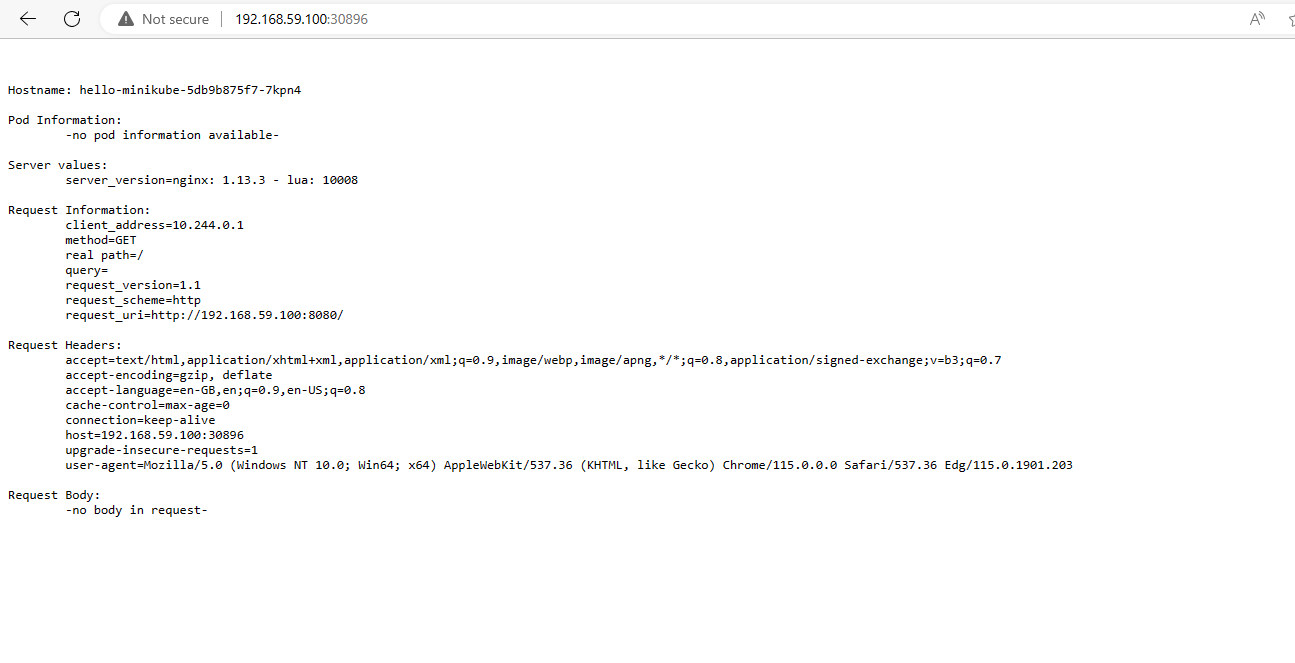 Not secure | 192.168.59.100:30896
Hostname: hello-minikube-5db9b875f7-7kpn4
Pod Information:
-no pod information available-
Server values:
server_version=nginx: 1.13.3 - lua: 10008
Request Information:
client_address=10.244.0.1
method=GET
real path=/
query=
request_version=1.1
request_scheme=http
request_uri=http://192.168.59.100:8080/
Request Headers:
accept=text/html,application/xhtml+xml,application/xml;q=0.9,image/webp,image/apng,*/*;q=0.8,application/signed-exchange;v=b3;q=0.7
accept-encoding=gzip, deflate
accept-language=en-GB,en;q=0.9,en-US;q=0.8
cache-control=max-age=0
connection=keep-alive
host=192.168.59.100:30896
upgrade-insecure-requests=1
user-agent=Mozilla/5.0 (Windows NT 10.0; Win64; x64) AppleWebKit/537.36 (KHTML, like Gecko) Chrome/115.0.0.0 Safari/537.36 Edg/115.0.1901.203
Request Body:
-no body in request-